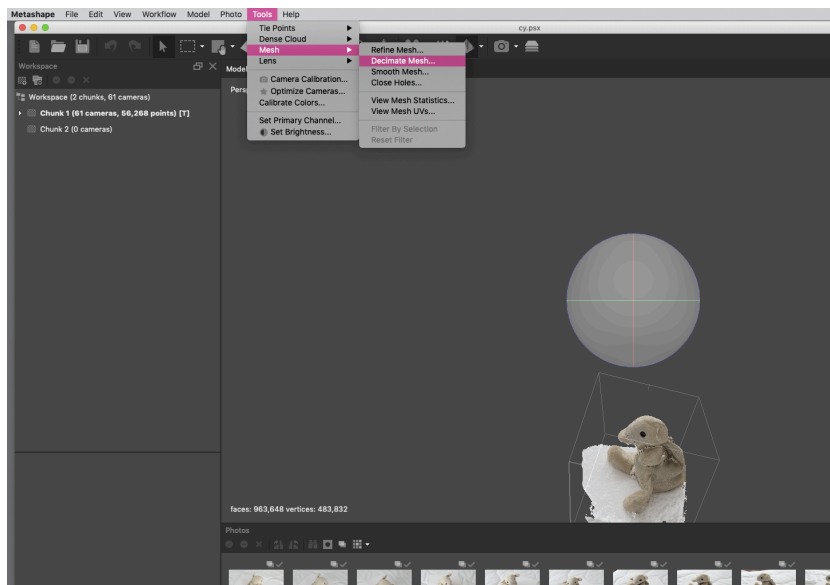 Metashape File Edit View Workflow Model Photo Tools Help
cy.psx
Tie Points
Dense Cloud
Mesh
Lens
Camera Calibration...
Optimize Cameras...
Calibrate Colors...
Set Primary Channel...
Set Brightness...
Refine Mesh...
Decimate Mesh...
Smooth Mesh...
Close Holes...
View Mesh Statistics...
View Mesh UVs...
Filter By Selection
Reset Filter
Workspace
Workspace (2 chunks, 61 cameras)
Chunk 1 (61 cameras, 56,268 points) [T]
Chunk 2 (0 cameras)
Model
faces: 963,648 vertices: 483,832
Photos